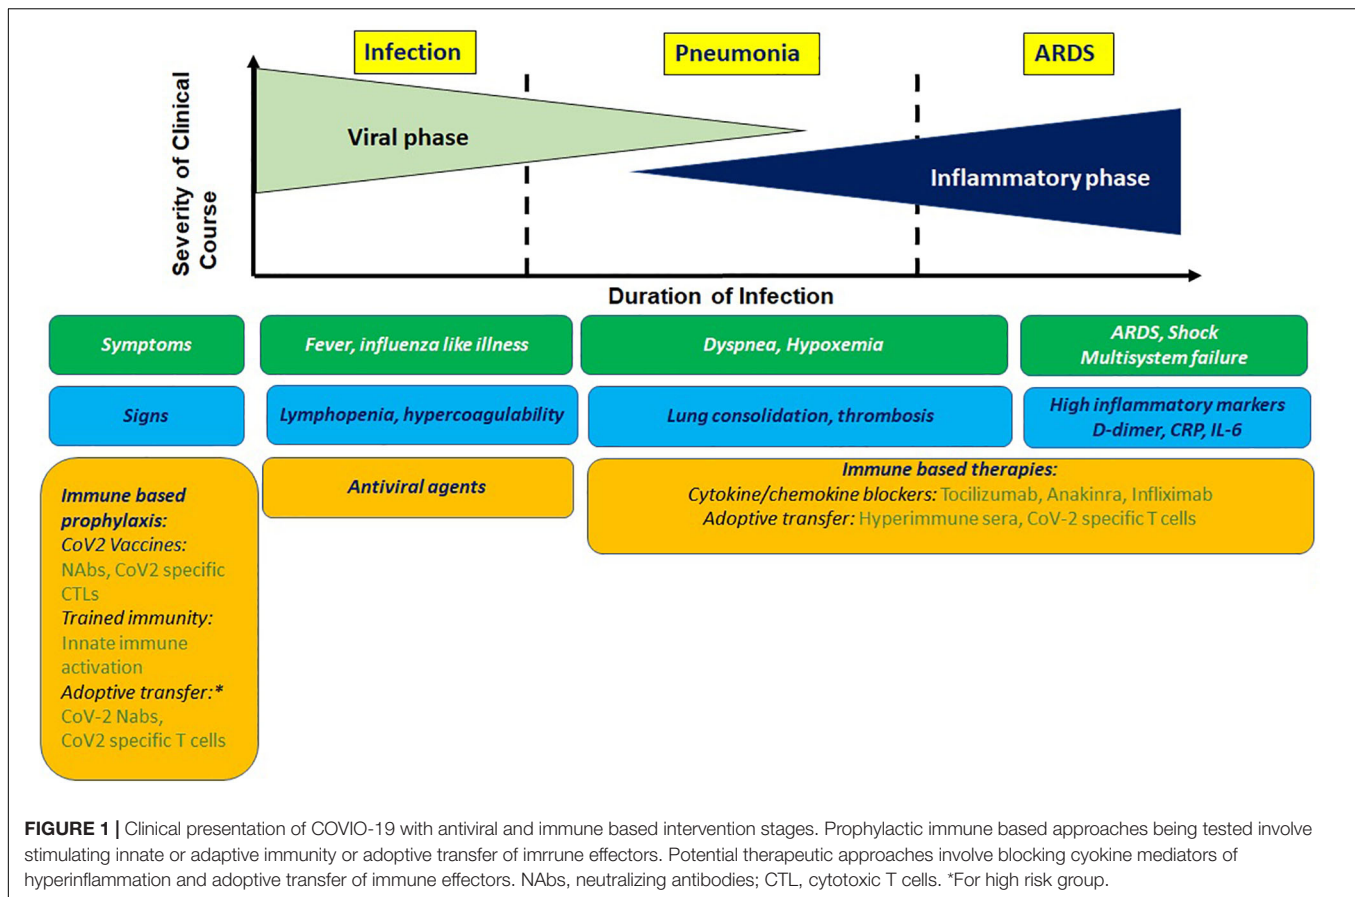 Infection
Pneumonia
ARDS
Severity of Clinical
Course
Viral phase
Inflammatory phase
Duration of Infection
Symptoms
Fever, influenza like illness
Dyspnea, Hypoxemia
ARDS, Shock
Multisystem failure
Signs
Lymphopenia, hypercoagulability
Lung consolidation, thrombosis
High inflammatory markers
D-dimer, CRP, IL-6
Immune based
prophylaxis:
CoV2 Vaccines:
NAbs, CoV2 specific
CTLs
Trained immunity:
Innate immune
activation
Adoptive transfer:*
CoV-2 Nabs,
CoV2 specific T cells
Antiviral agents
Immune based therapies:
Cytokine/chemokine blockers: Tocilizumab, Anakinra, Infliximab
Adoptive transfer: Hyperimmune sera, CoV-2 specific T cells
FIGURE 1 | Clinical presentation of COVIO-19 with antiviral and immune based intervention stages. Prophylactic immune based approaches being tested involve
stimulating innate or adaptive immunity or adoptive transfer of imrrune effectors. Potential therapeutic approaches involve blocking cyokine mediators of
hyperinflammation and adoptive transfer of immune effectors. NAbs, neutralizing antibodies; CTL, cytotoxic T cells. *For high risk group.